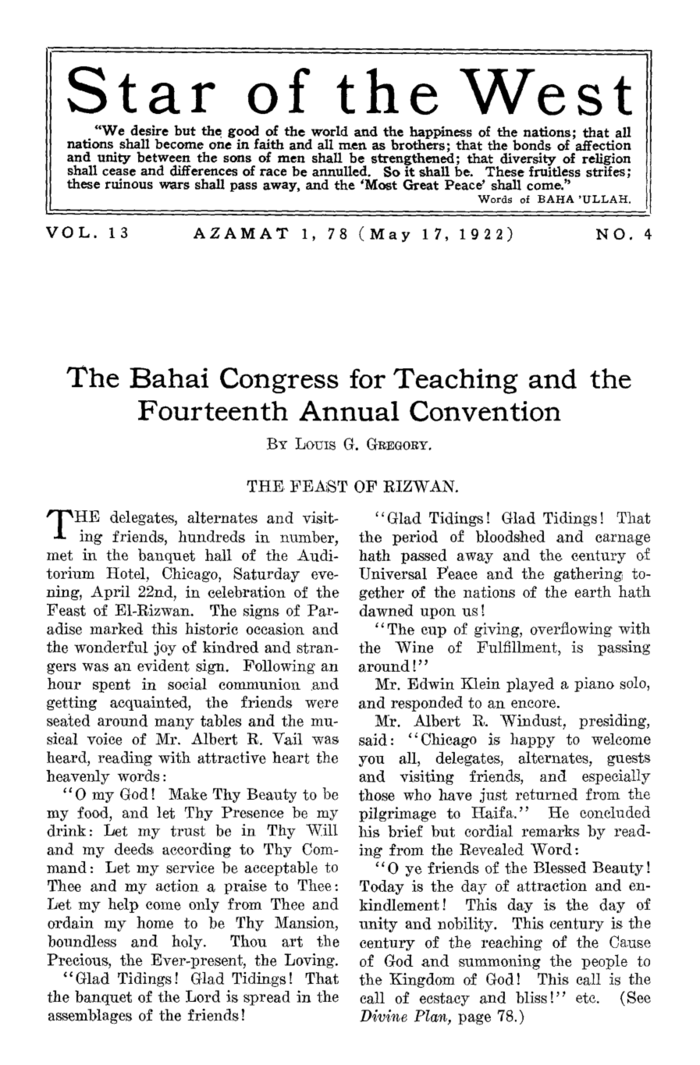 Star of the West
"We desire but the good of the world and the happiness of the nations; that all
nations shall become one in faith and all men as brothers; that the bonds of affection
and unity between the sons of men shall be strengthened; that diversity of religion
shall cease and differences of race be annulled. So it shall be. These fruitless strifes;
these ruinous wars shall pass away, and the 'Most Great Peace' shall come."
Words of BAHA 'ULLAH.
VOL. 13 AZAMAT 1, 78 (May 17, 1922) NO. 4
The Bahai Congress for Teaching and the
Fourteenth Annual Convention
BY LOUIS G. GREGORY.
THE FEAST OF RIZWAN.
THE delegates, alternates and visit-
ing friends, hundreds in number,
met in the banquet hall of the Audi-
torium Hotel, Chicago, Saturday eve-
ning, April 22nd, in celebration of the
Feast of El-Rizwan. The signs of Par-
adise marked this historic occasion and
the wonderful joy of kindred and stran-
gers was an evident sign. Following an
hour spent in social communion and
getting acquainted, the friends were
seated around many tables and the mu-
sical voice of Mr. Albert R. Vail was
heard, reading with attractive heart the
heavenly words:
"O my God! Make Thy Beauty to be
my food, and let Thy Presence be my
drink: Let my trust be in Thy Will
and my deeds according to Thy Com-
mand: Let my service be acceptable to
Thee and my action a praise to Thee:
Let my help come only from Thee and
ordain my home to be Thy Mansion,
boundless and holy. Thou art the
Precious, the Ever-present, the Loving.
"Glad Tidings! Glad Tidings! That
the banquet of the Lord is spread in the
assemblages of the friends!
"Glad Tidings! Glad Tidings! That
the period of bloodshed and carnage
hath passed away and the century of
Universal Peace and the gathering to-
gether of the nations of the earth hath
dawned upon us!
"The cup of giving, overflowing with
the Wine of Fulfillment, is passing
around!"
Mr. Edwin Klein played a piano solo,
and responded to an encore.
Mr. Albert R. Windust, presiding,
said: "Chicago is happy to welcome
you all, delegates, alternates, guests
and visiting friends, and especially
those who have just returned from the
pilgrimage to Haifa." He concluded
his brief but cordial remarks by read-
ing from the Revealed Word:
"O ye friends of the Blessed Beauty!
Today is the day of attraction and en-
kindlement! This day is the day of
unity and nobility. This century is the
century of the reaching of the Cause
of God and summoning the people to
the Kingdom of God! This call is the
call of ecstacy and bliss!" etc. (See
Divine Plan, page 78.)